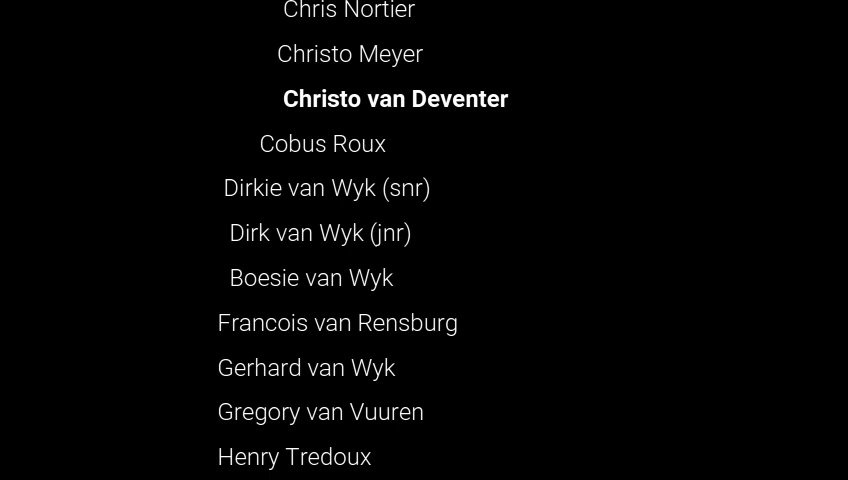 Chris Nortier
Christo Meyer
Christo van Deventer
Cobus Roux
Dirkie van Wyk (snr)
Dirk van Wyk (jnr)
Boesie van Wyk
Francois van Rensburg
Gerhard van Wyk
Gregory van Vuuren
Henry Tredoux